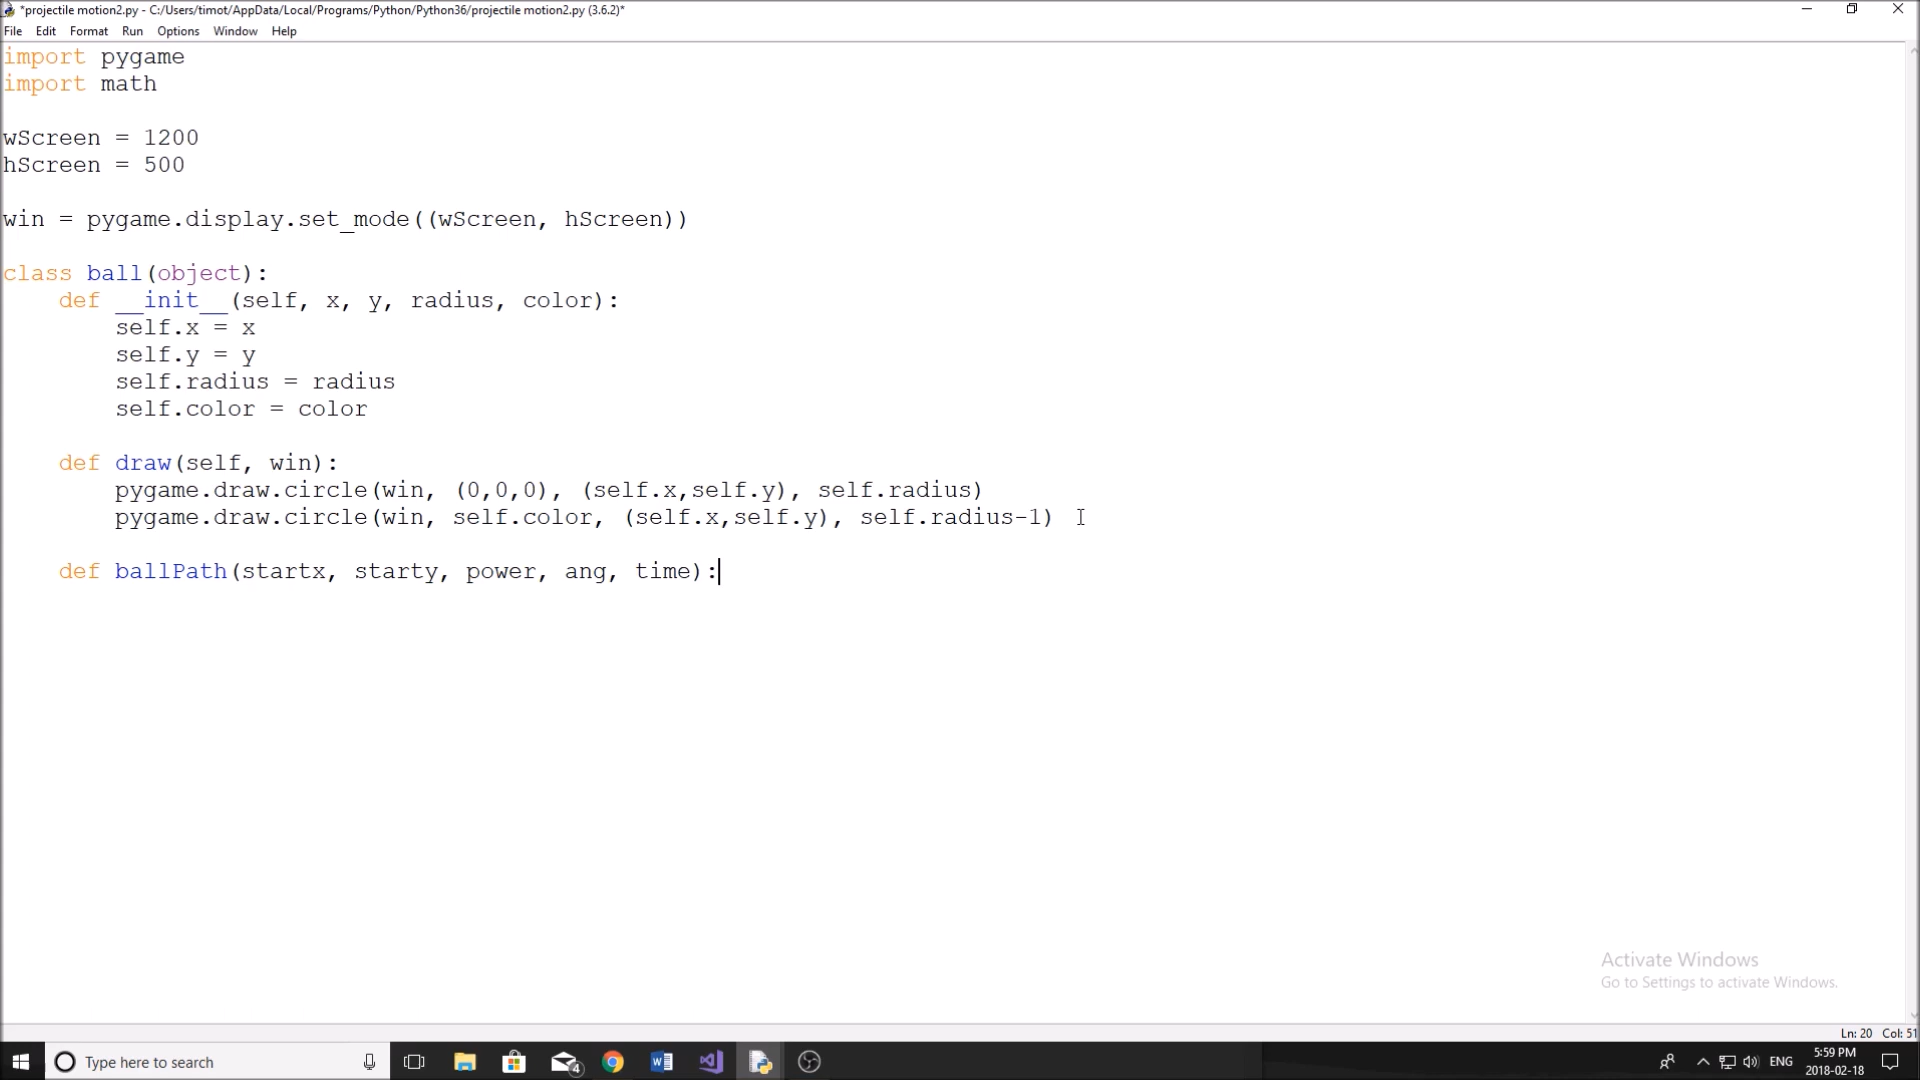 *projectile motion2.py - C:/Users/timot/AppData/Local/Programs/Python/Python36/projectile motion2.py (3.6.2)*
File Edit Format Run Options Window Help
import pygame
import math
wScreen = 1200
hScreen = 500
win = pygame.display.set_mode((wScreen, hScreen))
class ball(object):
    def __init__(self, x, y, radius, color):
        self.x = x
        self.y = y
        self.radius = radius
        self.color = color
    def draw(self, win):
        pygame.draw.circle(win, (0,0,0), (self.x,self.y), self.radius)
        pygame.draw.circle(win, self.color, (self.x,self.y), self.radius-1)
    def ballPath(startx, starty, power, ang, time):
Activate Windows
Go to Settings to activate Windows.
Ln: 20 Col: 51
Type here to search
4
ENG
5:59 PM
2018-02-18